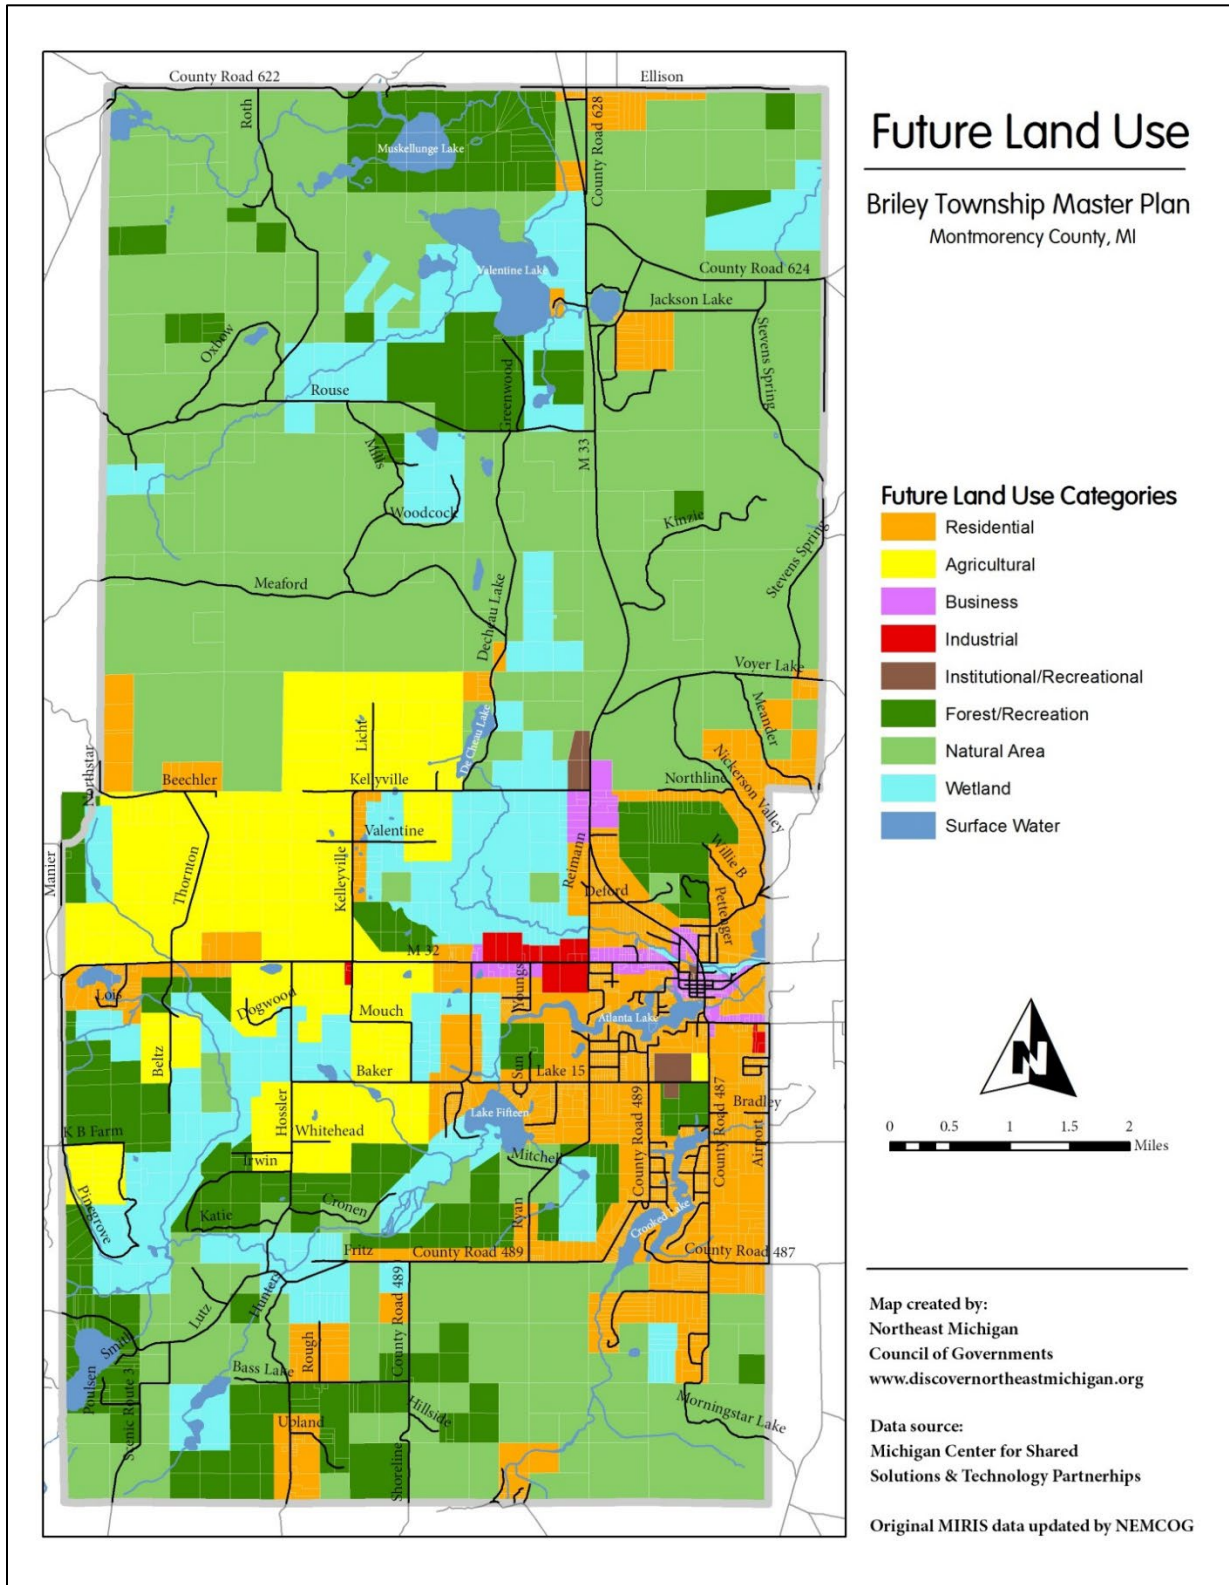 Future Land Use
Briley Township Master Plan
Montmorency County, MI
Future Land Use Categories
Residential
Agricultural
Business
Industrial
Institutional/Recreational
Forest/Recreation
Natural Area
Wetland
Surface Water
N
0 0.5 1 1.5 2
Miles
Map created by:
Northeast Michigan
Council of Governments
www.discovernortheastmichigan.org
Data source:
Michigan Center for Shared
Solutions & Technology Partnerhips
Original MIRIS data updated by NEMCOG
County Road 622
Ellison
Roth
County Road 628
Muskellunge Lake
Valentine Lake
County Road 624
Jackson Lake
Stevens Spring
Oxbow
Rouse
Greenwood
M 33
Mills
Woodcock
Kinzie
Stevens Spring
Meaford
Decheau Lake
Voyer Lake
Meander
Licht
De Cheau Lake
Northstar
Beechler
Kellyville
Northline
Nickerson Valley
Valentine
Manier
Thornton
Kelleyville
Reimann
Willie B
Deford
Pettenger
M 32
Lois
Dogwood
Mouch
Youngs
Atlanta Lake
Beltz
Baker
Sun
Lake 15
Hossler
Lake Fifteen
County Road 489
County Road 487
Bradley
Airport
K B Farm
Whitehead
Irwin
Mitchell
Pinegrove
Katie
Cronen
Ryan
Crooked Lake
Fritz
County Road 489
County Road 487
Hunters
Lutz
County Road 489
Smith
Rough
Bass Lake
Poulsen
Scenic Route 3
Upland
Hillside
Shoreline
Morningstar Lake